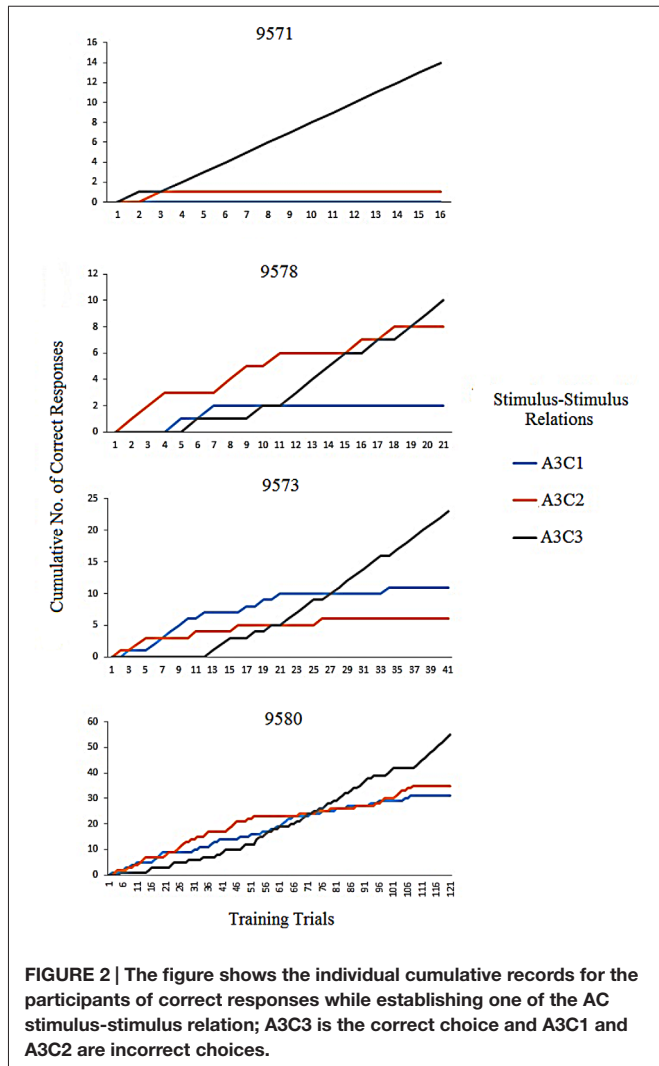 9571
16
14
12
10
8
6
4
2
0
1 2 3 4 5 6 7 8 9 10 11 12 13 14 15 16
9578
12
10
8
6
4
2
0
1 2 3 4 5 6 7 8 9 10 11 12 13 14 15 16 17 18 19 20 21
9573
25
20
15
10
5
0
1 3 5 7 9 11 13 15 17 19 21 23 25 27 29 31 33 35 37 39 41
9580
60
50
40
30
20
10
0
1 6 11 16 21 26 31 36 41 46 51 56 61 66 71 76 81 86 91 96 101 106 111 116 121
Cumulative No. of Correct Responses
Training Trials
Stimulus-Stimulus
Relations
A3C1
A3C2
A3C3
FIGURE 2 | The figure shows the individual cumulative records for the
participants of correct responses while establishing one of the AC
stimulus-stimulus relation; A3C3 is the correct choice and A3C1 and
A3C2 are incorrect choices.